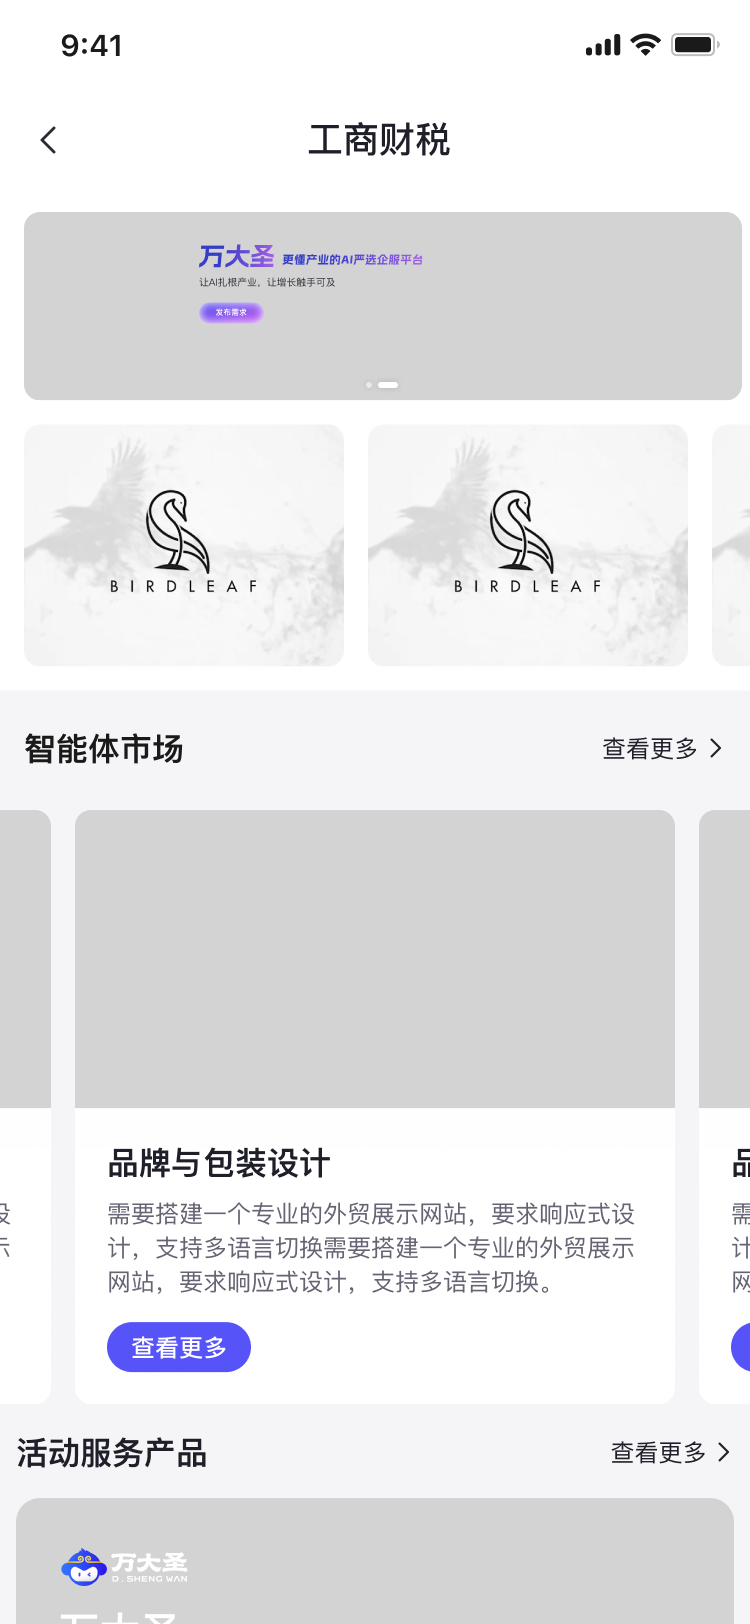 9:41
工商财税
万大圣 更懂产业的AI严选企服平台
让AI扎根产业，让增长触手可及
发布需求
BIRDLEAF
BIRDLEAF
智能体市场
查看更多
品牌与包装设计
需要搭建一个专业的外贸展示网站，要求响应式设
计，支持多语言切换需要搭建一个专业的外贸展示
网站，要求响应式设计，支持多语言切换。
查看更多
活动服务产品
查看更多
万大圣
D.SHENG WAN